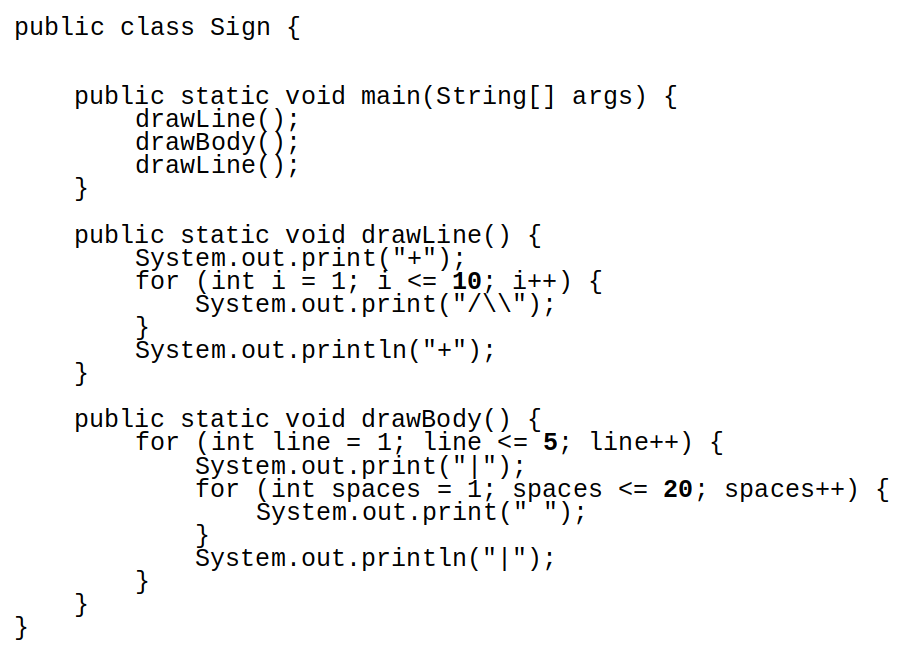 public class Sign {
    public static void main(String[] args) {
        drawLine();
        drawBody();
        drawLine();
    }
    public static void drawLine() {
        System.out.print("+");
        for (int i = 1; i <= 10; i++) {
            System.out.print("/\\");
        }
        System.out.println("+");
    }
    public static void drawBody() {
        for (int line = 1; line <= 5; line++) {
            System.out.print("|");
            for (int spaces = 1; spaces <= 20; spaces++) {
                System.out.print(" ");
            }
            System.out.println("|");
        }
    }
}